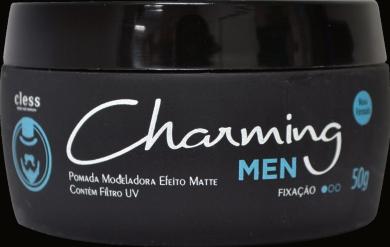 cless
Charming
MEN
Pomada Modeladora Efeito Matte
Contém Filtro UV
FIXAÇÃO
50g